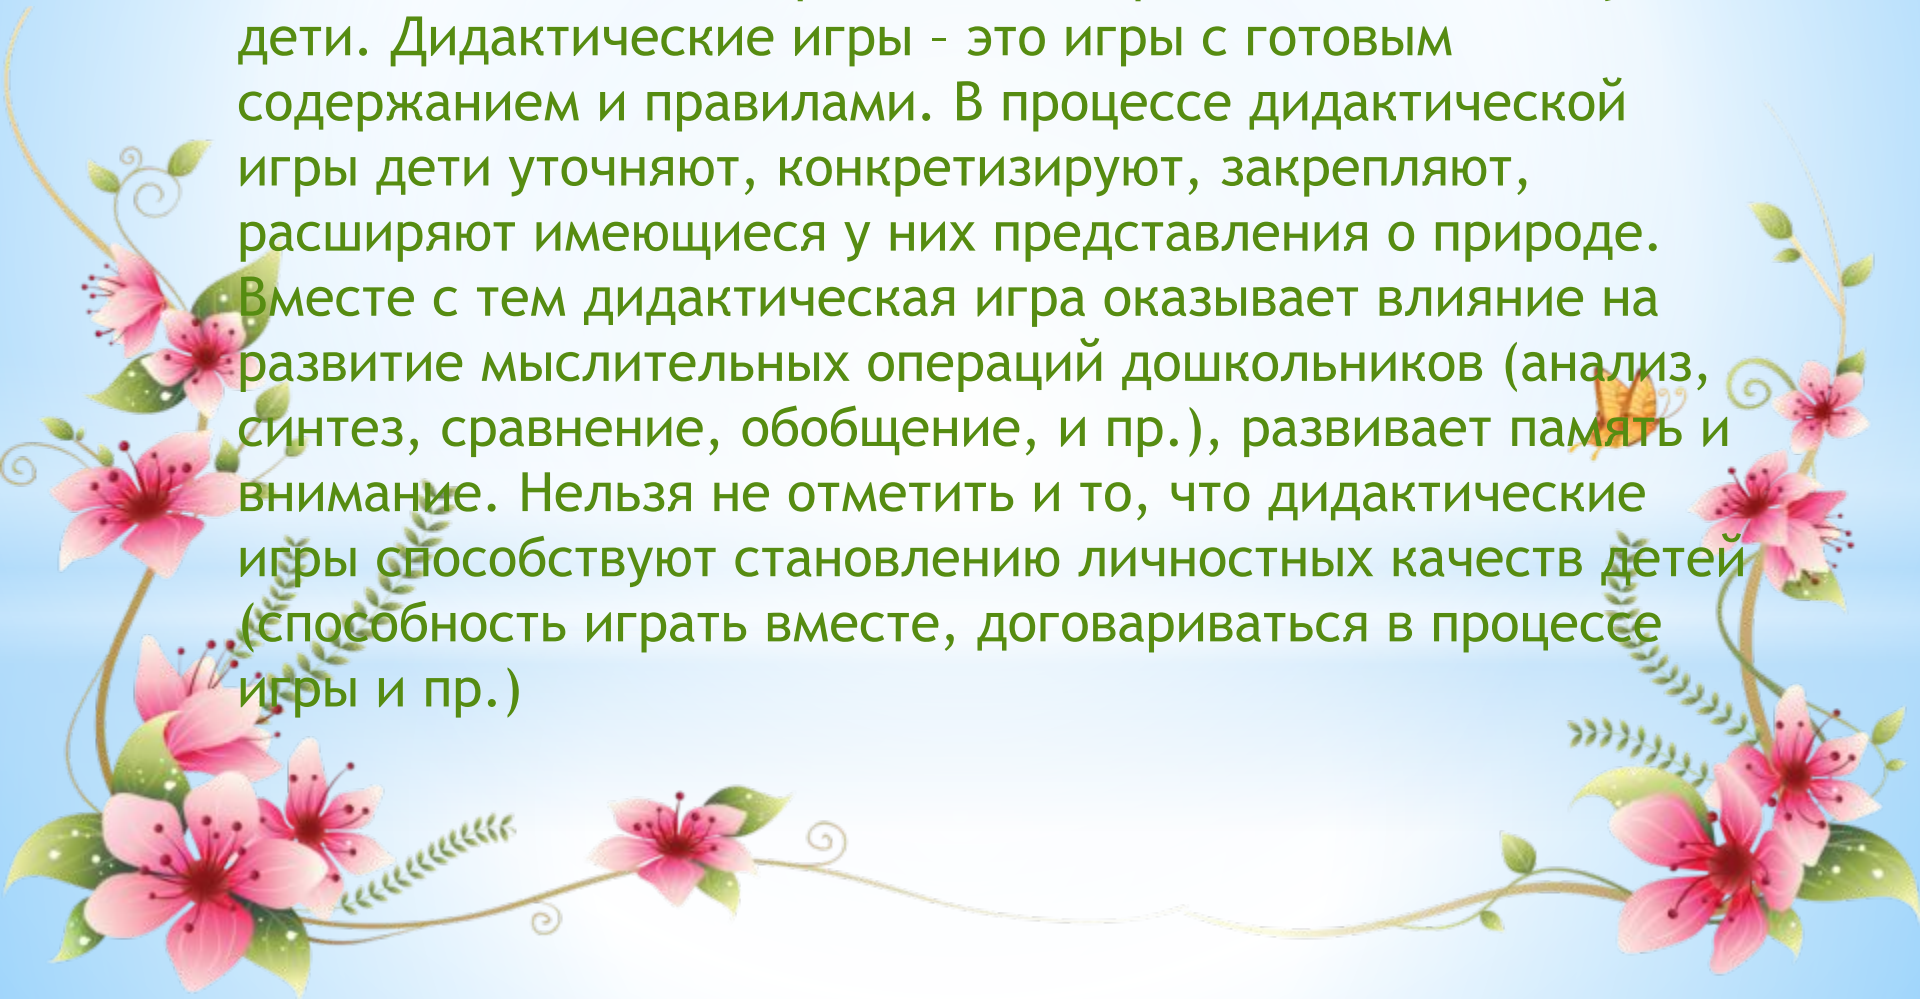 дети. Дидактические игры – это игры с готовым
содержанием и правилами. В процессе дидактической
игры дети уточняют, конкретизируют, закрепляют,
расширяют имеющиеся у них представления о природе.
Вместе с тем дидактическая игра оказывает влияние на
развитие мыслительных операций дошкольников (анализ,
синтез, сравнение, обобщение, и пр.), развивает память и
внимание. Нельзя не отметить и то, что дидактические
игры способствуют становлению личностных качеств детей
(способность играть вместе, договариваться в процессе
игры и пр.)